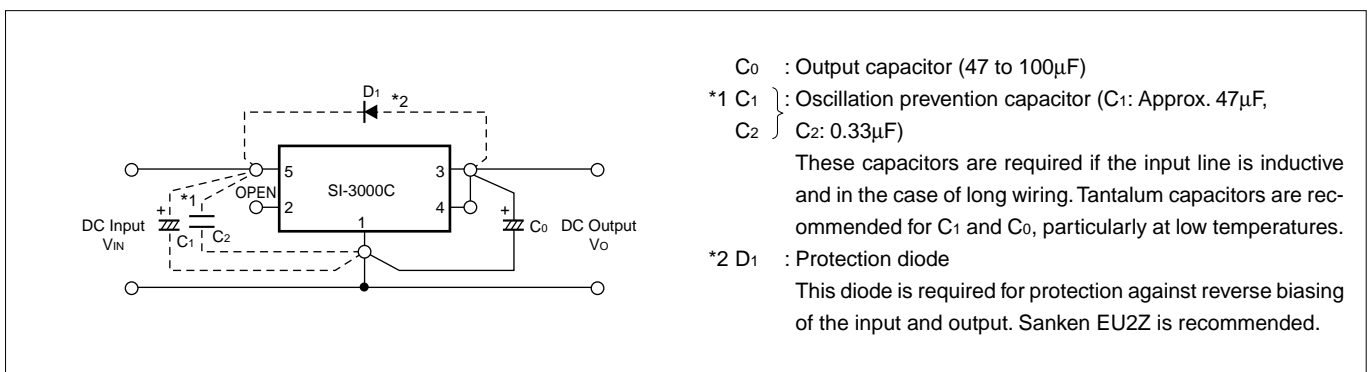 D1 *2
5 3
OPEN SI-3000C
2 4
1
*1
DC Input
VIN
+
C1 C2
+
C0
DC Output
VO
C0 : Output capacitor (47 to 100µF)
*1 C1 : Oscillation prevention capacitor (C1: Approx. 47µF,
C2 C2: 0.33µF)
These capacitors are required if the input line is inductive
and in the case of long wiring. Tantalum capacitors are rec-
ommended for C1 and C0, particularly at low temperatures.
*2 D1 : Protection diode
This diode is required for protection against reverse biasing
of the input and output. Sanken EU2Z is recommended.